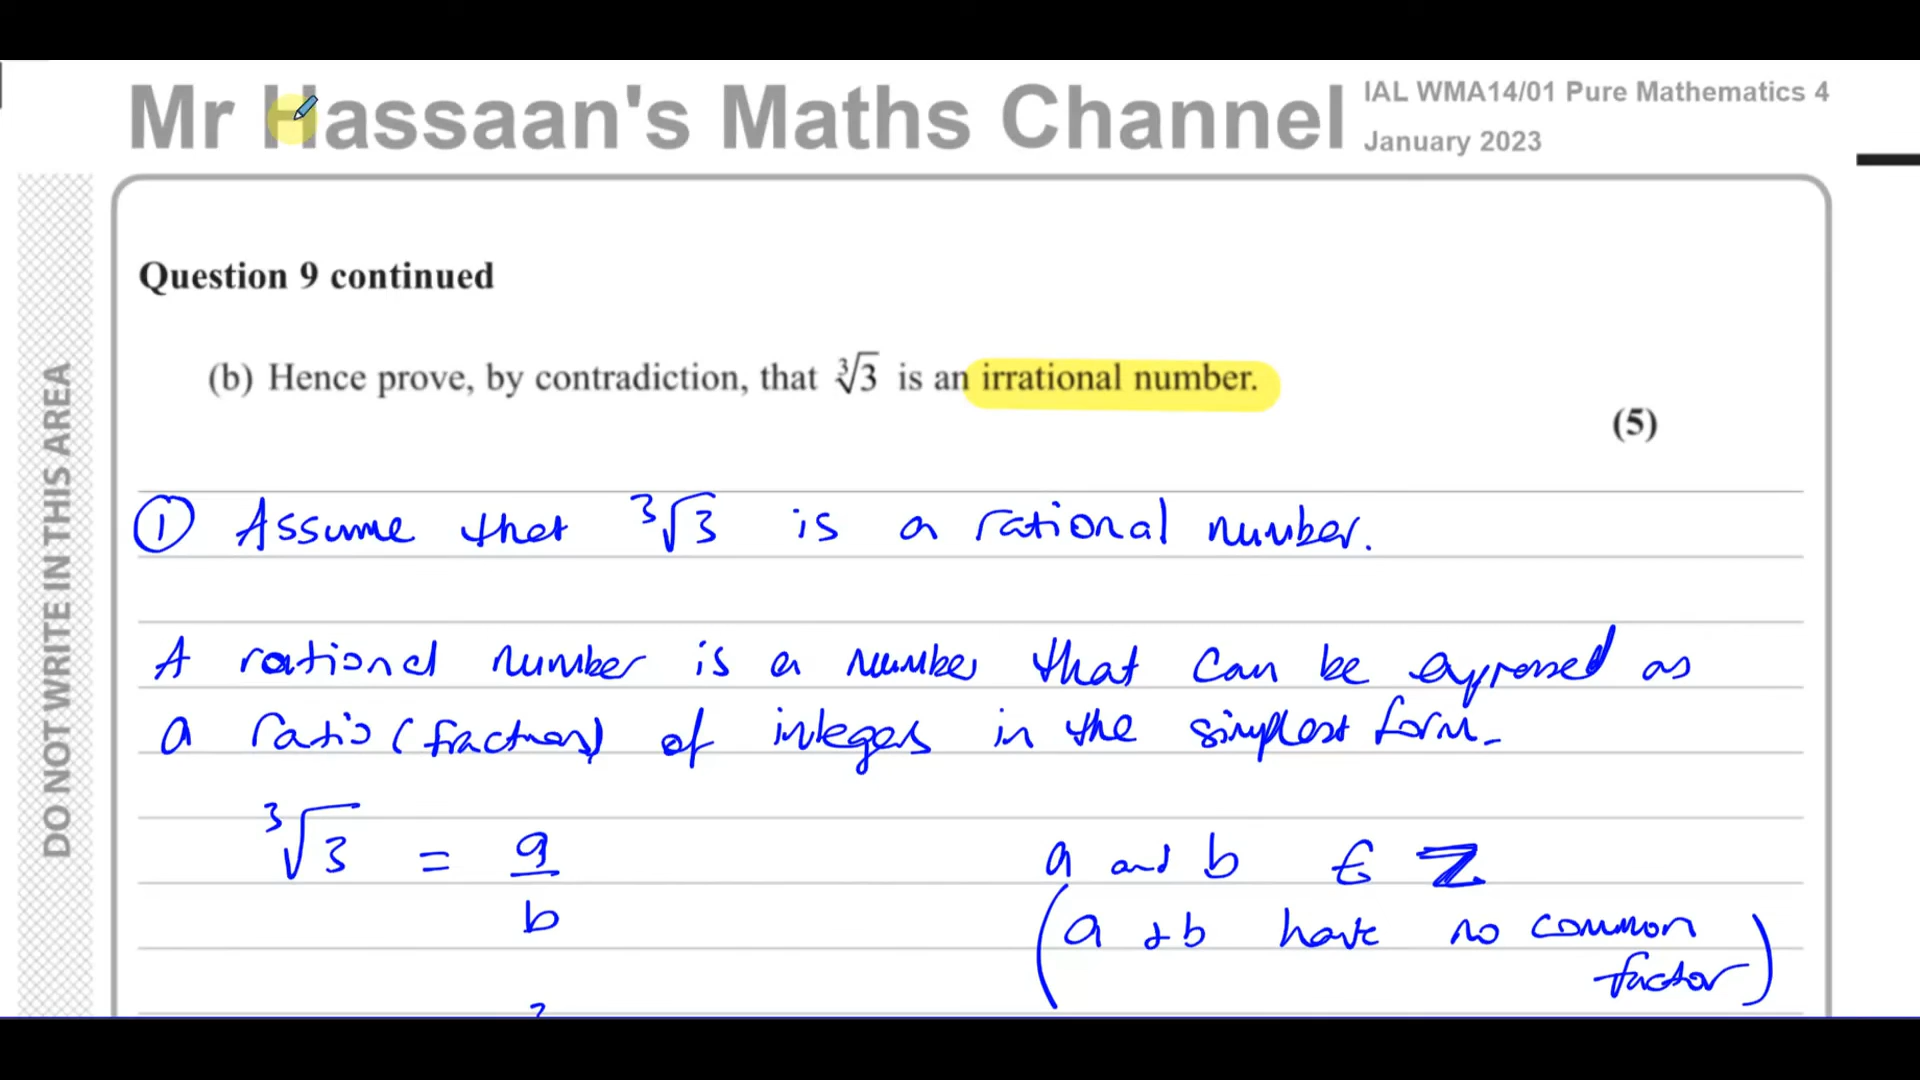 Mr Hassaan's Maths Channel
IAL WMA14/01 Pure Mathematics 4
January 2023
DO NOT WRITE IN THIS AREA
Question 9 continued
(b) Hence prove, by contradiction, that ∛3 is an irrational number.
(5)
① Assume that ∛3 is a rational number.
A rational number is a number that can be expressed as
a ratio (fraction) of integers in the simplest form.
∛3 = a/b
a and b ∈ ℤ
(a & b have no common
factor)